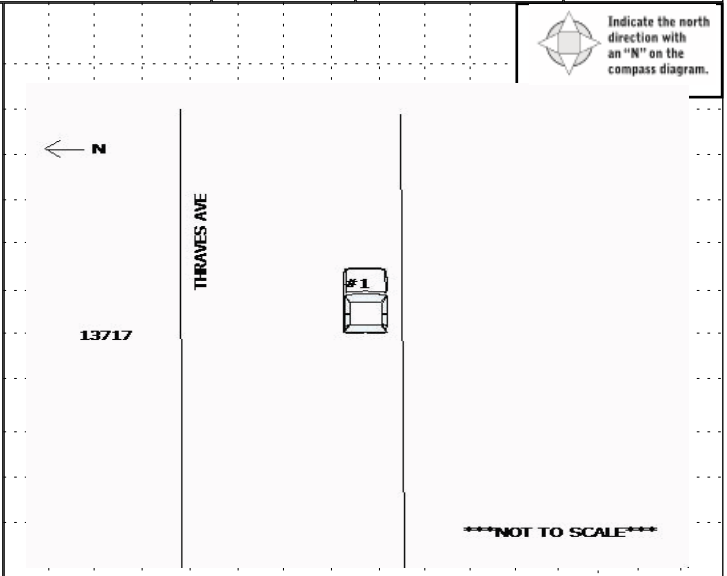 Indicate the north
direction with
an “N” on the
compass diagram.
N
THRAVES AVE
#1
13717
***NOT TO SCALE***